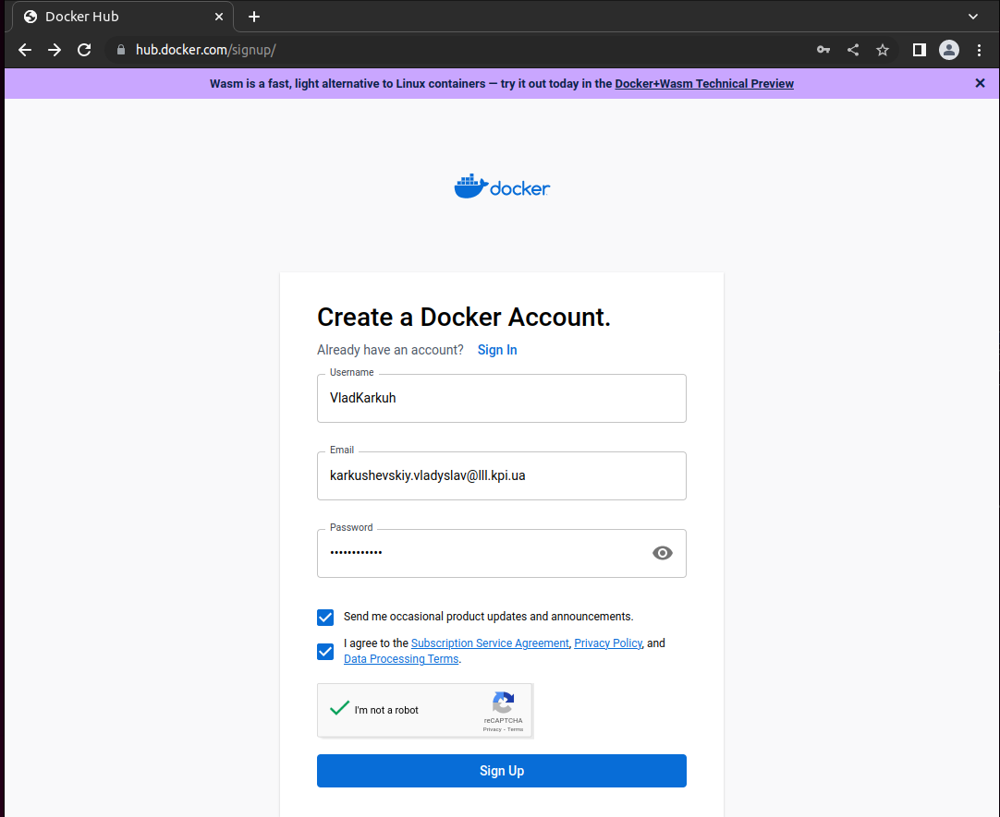 Docker Hub
hub.docker.com/signup/
Wasm is a fast, light alternative to Linux containers — try it out today in the Docker+Wasm Technical Preview
docker
Create a Docker Account.
Already have an account? Sign In
Username
VladKarkuh
Email
karkushevskiy.vladyslav@lll.kpi.ua
Password
••••••••••••
Send me occasional product updates and announcements.
I agree to the Subscription Service Agreement, Privacy Policy, and
Data Processing Terms.
I'm not a robot
reCAPTCHA
Privacy - Terms
Sign Up